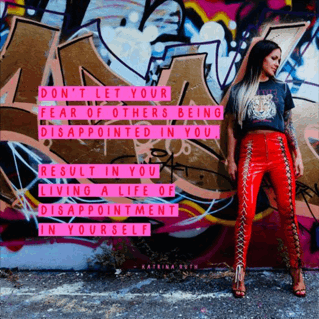 DON'T LET YOUR
FEAR OF OTHERS BEING
DISAPPOINTED IN YOU,
RESULT IN YOU
LIVING A LIFE OF
DISAPPOINTMENT
IN YOURSELF
- KATRINA RUTH